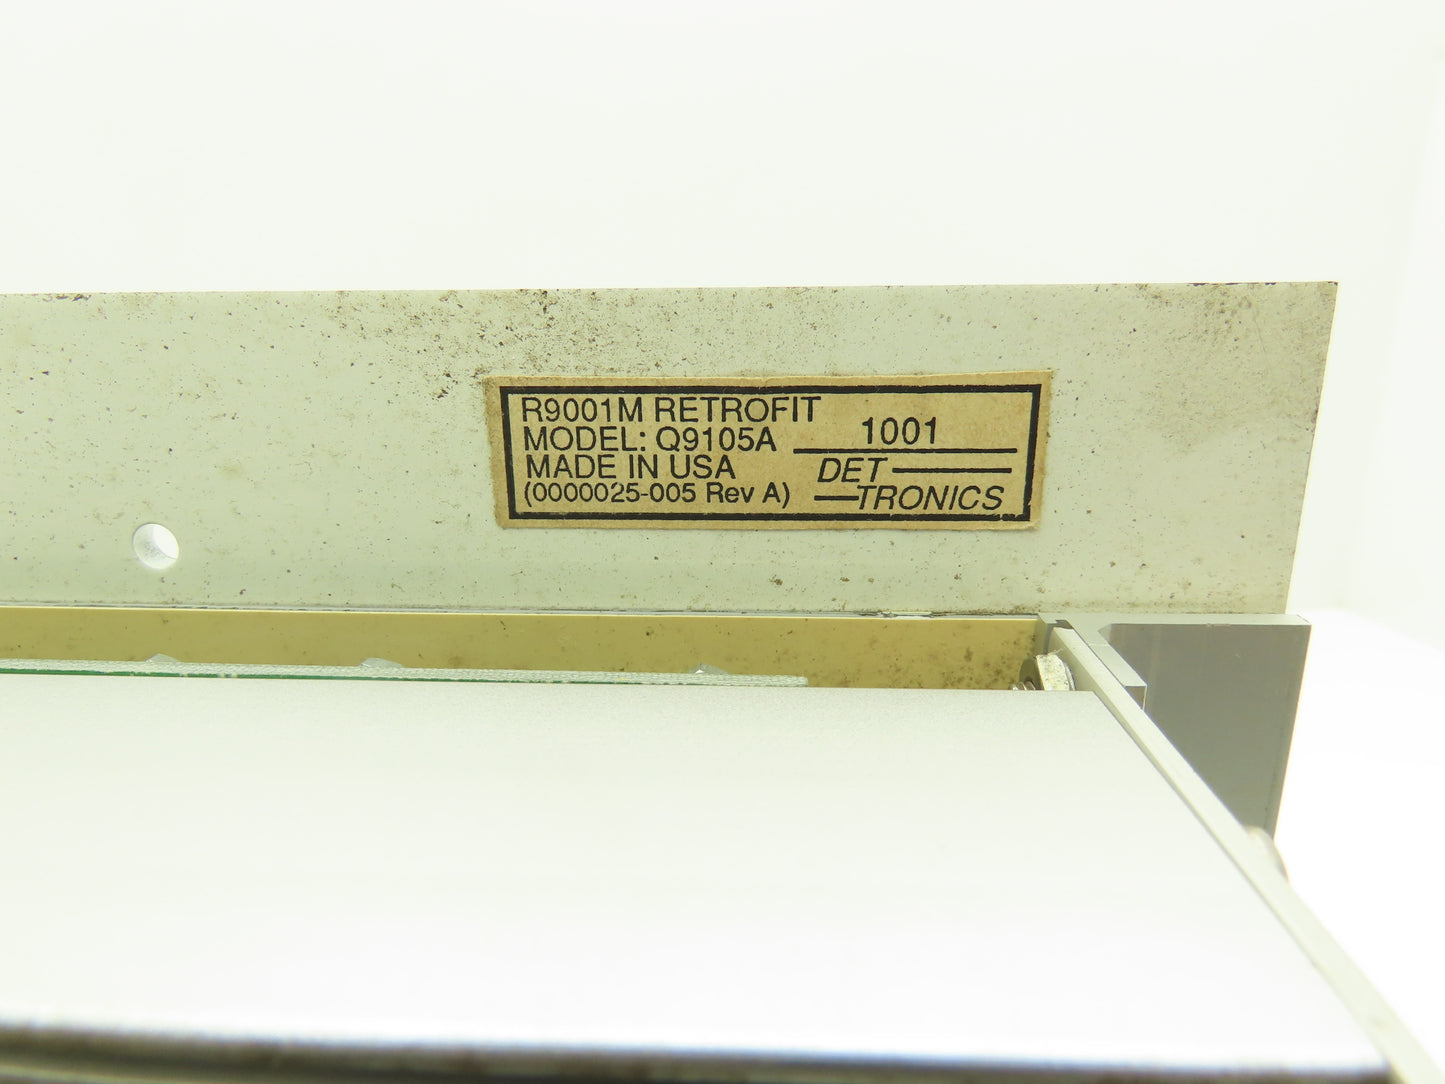 R9001M RETROFIT
MODEL: Q9105A 1001
MADE IN USA DET
(0000025-005 Rev A) TRONICS